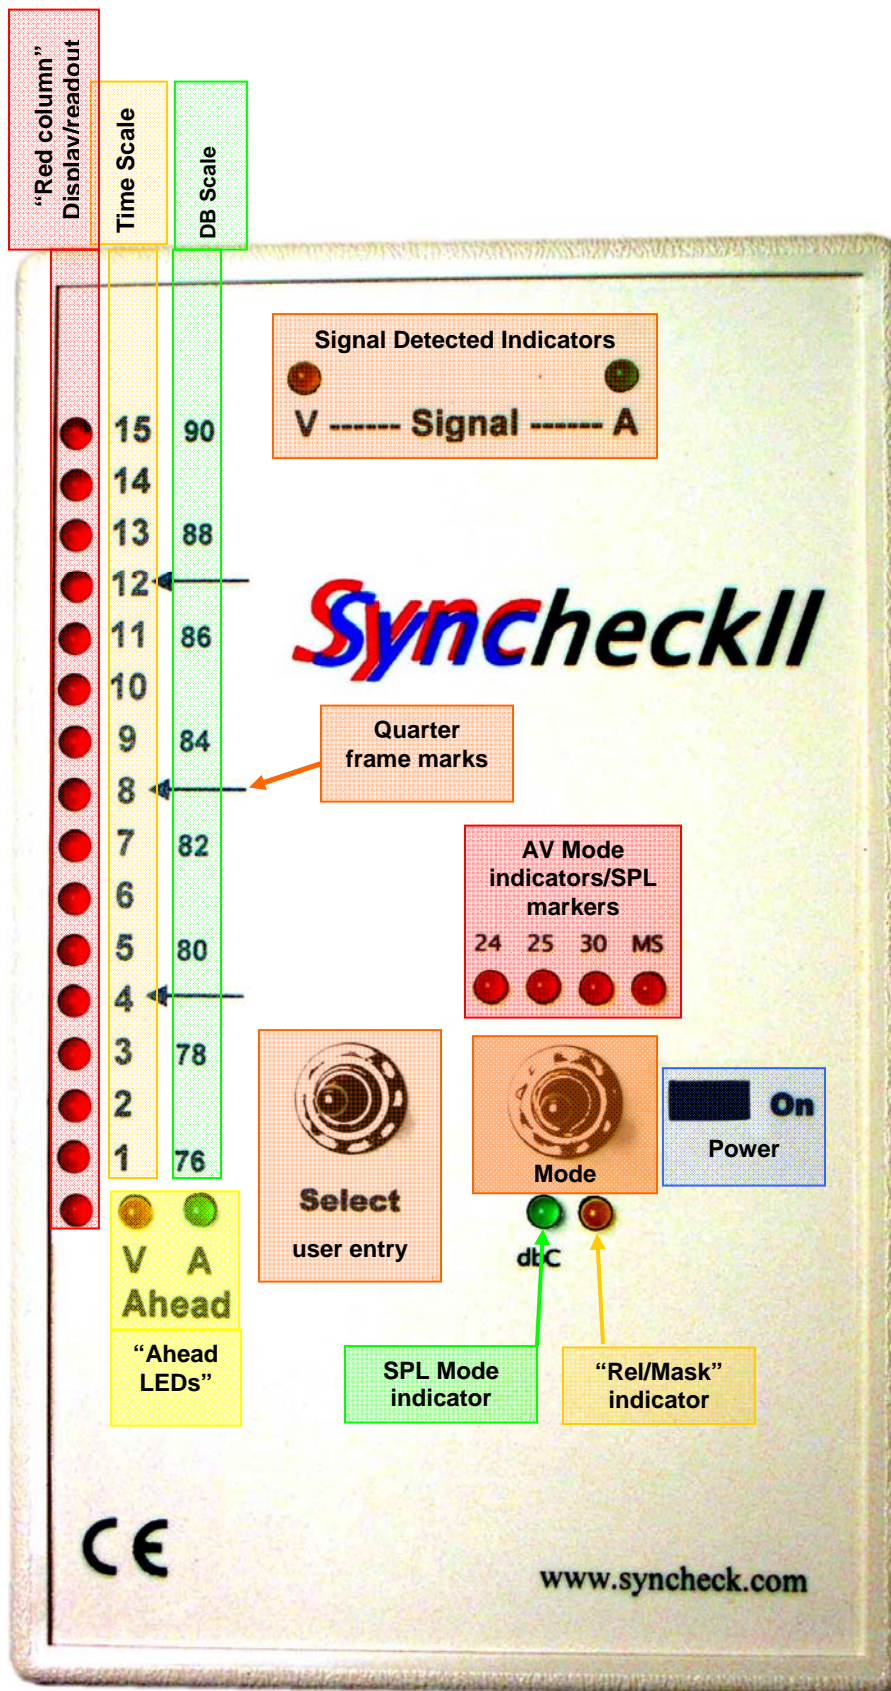 “Red column”
Display/readout
Time Scale
DB Scale
Signal Detected Indicators
V ------ Signal ------ A
15 90
14
13 88
12
11 86
10
9 84
8
7 82
6
5 80
4
3 78
2
1 76
SyncheckII
Quarter
frame marks
AV Mode
indicators/SPL
markers
24 25 30 MS
Select
user entry
Mode
On
Power
dbC
V A
Ahead
“Ahead
LEDs”
SPL Mode
indicator
“Rel/Mask”
indicator
CE
www.syncheck.com